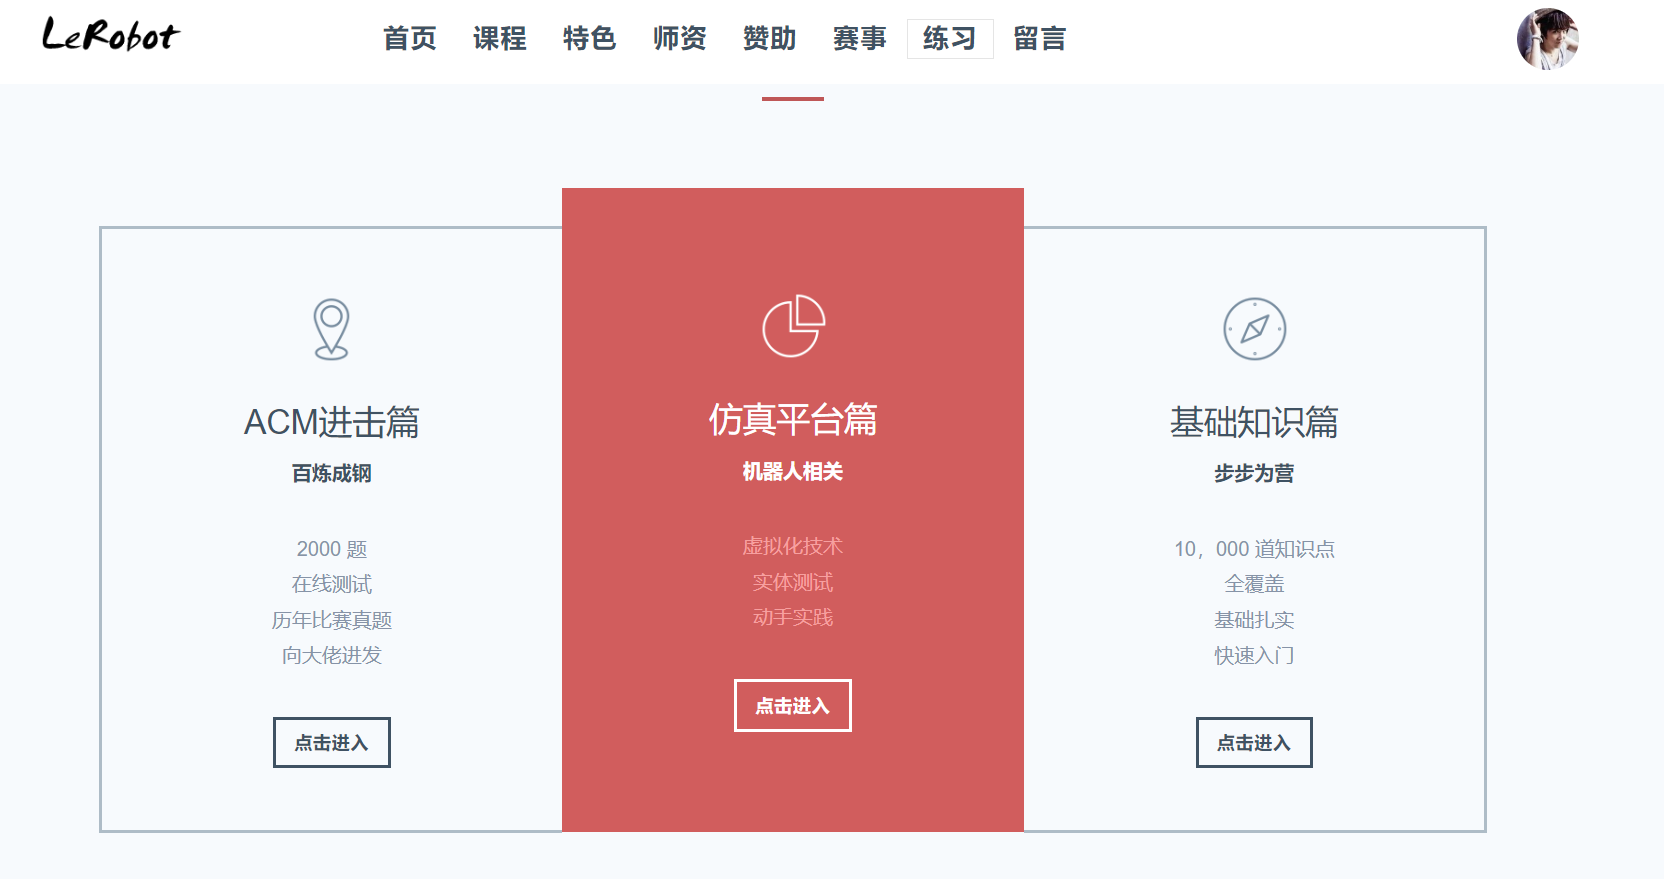 LeRobot
首页 课程 特色 师资 赞助 赛事 练习 留言
ACM进击篇
百炼成钢
2000 题
在线测试
历年比赛真题
向大佬进发
点击进入
仿真平台篇
机器人相关
虚拟化技术
实体测试
动手实践
点击进入
基础知识篇
步步为营
10，000 道知识点
全覆盖
基础扎实
快速入门
点击进入